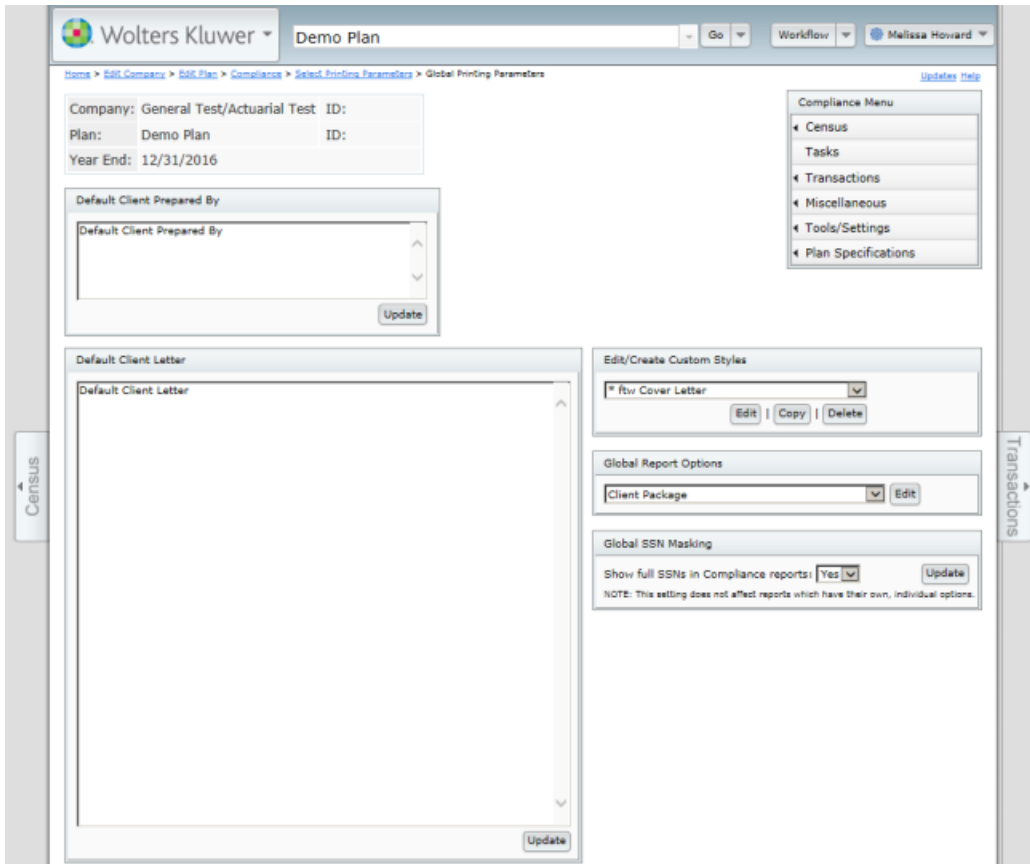 Wolters Kluwer
Demo Plan
Go
Workflow
Melissa Howard
Home > Edit Company > Edit Plan > Compliance > Select Printing Parameters > Global Printing Parameters
Updates Help
Company: General Test/Actuarial Test ID:
Plan: Demo Plan ID:
Year End: 12/31/2016
Compliance Menu
Census
Tasks
Transactions
Miscellaneous
Tools/Settings
Plan Specifications
Default Client Prepared By
Default Client Prepared By
Update
Default Client Letter
Default Client Letter
Update
Edit/Create Custom Styles
* ftw Cover Letter
Edit | Copy | Delete
Global Report Options
Client Package Edit
Global SSN Masking
Show full SSNs in Compliance reports: Yes Update
NOTE: This setting does not affect reports which have their own, individual options.
Census
Transactions